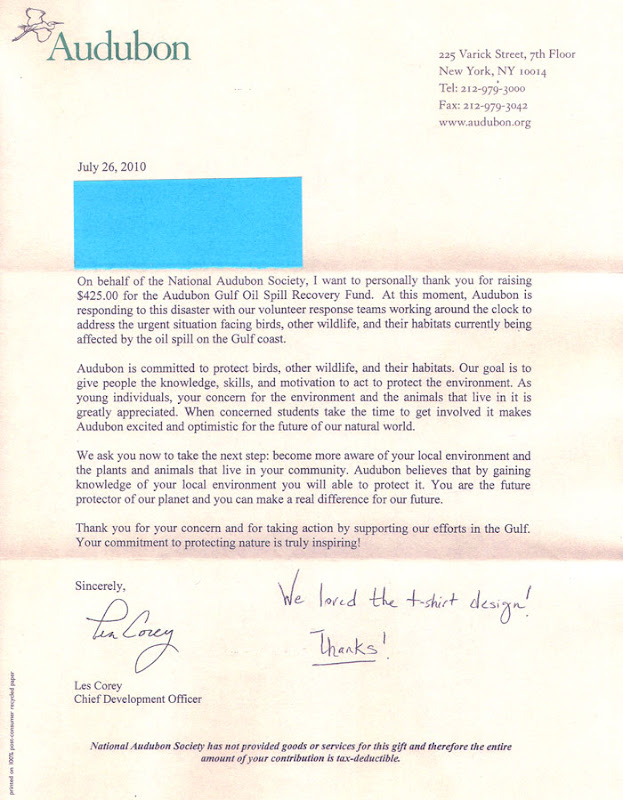 Audubon
225 Varick Street, 7th Floor
New York, NY 10014
Tel: 212-979-3000
Fax: 212-979-3042
www.audubon.org
July 26, 2010
On behalf of the National Audubon Society, I want to personally thank you for raising
$425.00 for the Audubon Gulf Oil Spill Recovery Fund. At this moment, Audubon is
responding to this disaster with our volunteer response teams working around the clock to
address the urgent situation facing birds, other wildlife, and their habitats currently being
affected by the oil spill on the Gulf coast.
Audubon is committed to protect birds, other wildlife, and their habitats. Our goal is to
give people the knowledge, skills, and motivation to act to protect the environment. As
young individuals, your concern for the environment and the animals that live in it is
greatly appreciated. When concerned students take the time to get involved it makes
Audubon excited and optimistic for the future of our natural world.
We ask you now to take the next step: become more aware of your local environment and
the plants and animals that live in your community. Audubon believes that by gaining
knowledge of your local environment you will able to protect it. You are the future
protector of our planet and you can make a real difference for our future.
Thank you for your concern and for taking action by supporting our efforts in the Gulf.
Your commitment to protecting nature is truly inspiring!
Sincerely,
We loved the t-shirt design!
Thanks!
Les Corey
Les Corey
Chief Development Officer
National Audubon Society has not provided goods or services for this gift and therefore the entire
amount of your contribution is tax-deductible.
printed on 100% post-consumer recycled paper